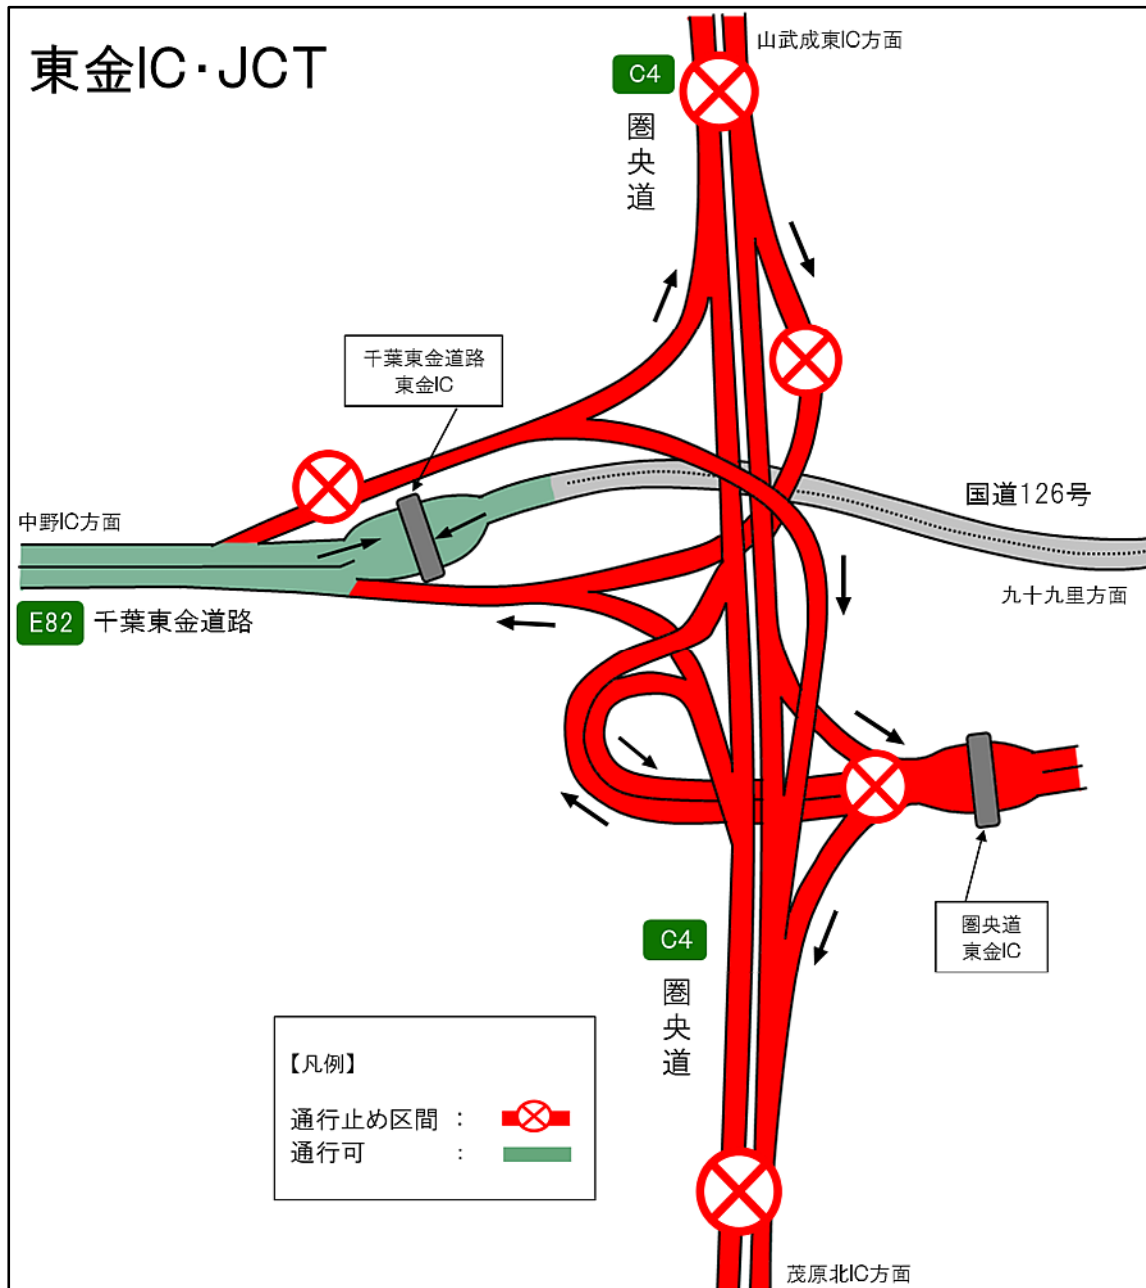 東金IC・JCT
山武成東IC方面
C4
圏央道
千葉東金道路
東金IC
中野IC方面
国道126号
九十九里方面
E82 千葉東金道路
C4
圏央道
圏央道
東金IC
【凡例】
通行止め区間 :
通行可 :
茂原北IC方面